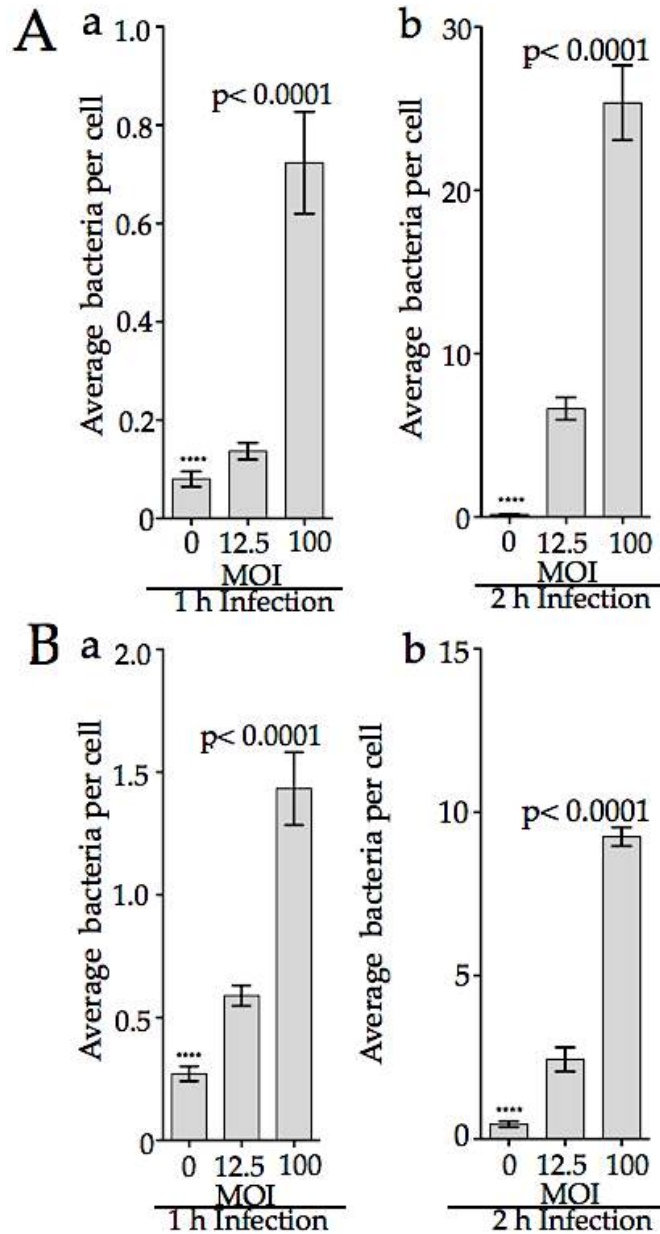 A
a
Average bacteria per cell
1.0
0.8
0.6
0.4
0.2
0
p< 0.0001
****
0 12.5 100
MOI
1 h Infection
b
Average bacteria per cell
30
20
10
0
p< 0.0001
****
0 12.5 100
MOI
2 h Infection
B
a
Average bacteria per cell
2.0
1.5
1.0
0.5
0
p< 0.0001
****
0 12.5 100
MOI
1 h Infection
b
Average bacteria per cell
15
10
5
0
p< 0.0001
****
0 12.5 100
MOI
2 h Infection